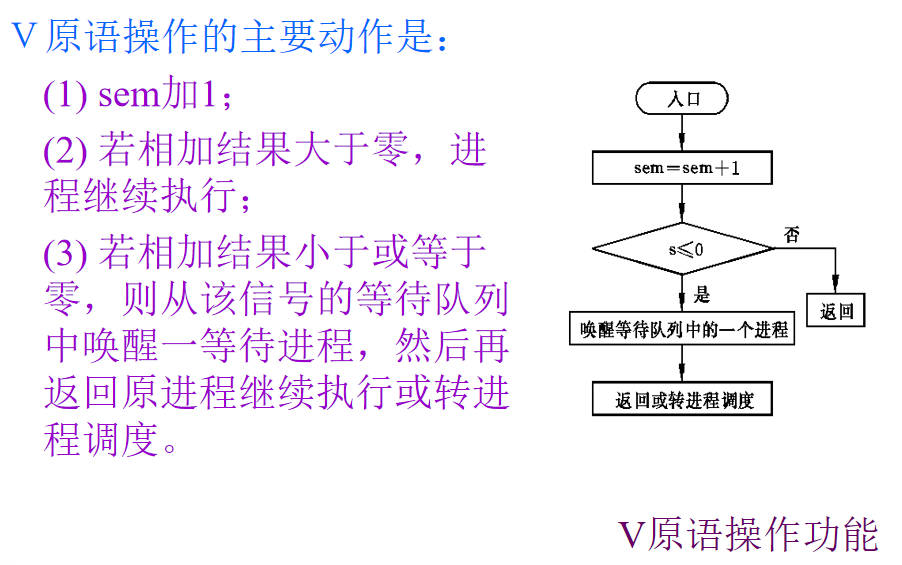 V 原语操作的主要动作是：
(1) sem加1；
(2) 若相加结果大于零，进
程继续执行；
(3) 若相加结果小于或等于
零，则从该信号的等待队列
中唤醒一等待进程，然后再
返回原进程继续执行或转进
程调度。
入口
sem=sem+1
s≤0
否
是
返回
唤醒等待队列中的一个进程
返回或转进程调度
V原语操作功能